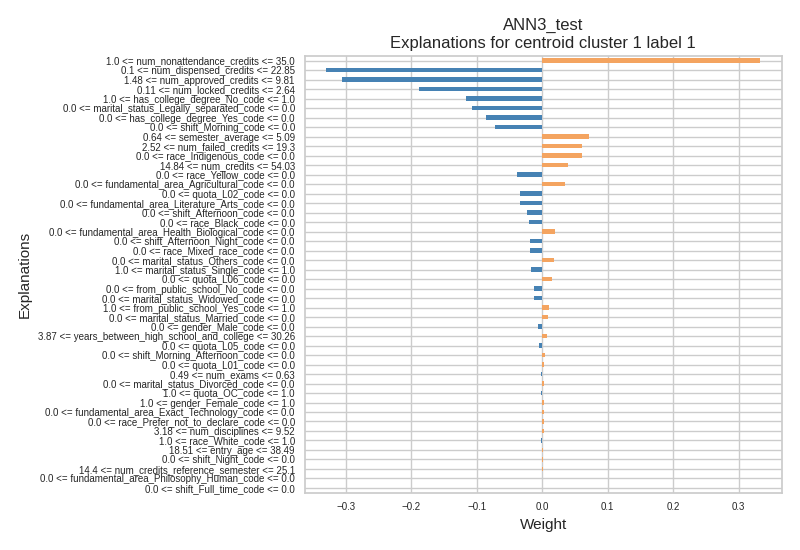 ANN3_test
Explanations for centroid cluster 1 label 1
1.0 <= num_nonattendance_credits <= 35.0
0.1 <= num_dispensed_credits <= 22.85
1.48 <= num_approved_credits <= 9.81
0.11 <= num_locked_credits <= 2.64
1.0 <= has_college_degree_No_code <= 1.0
0.0 <= marital_status_Legally_separated_code <= 0.0
0.0 <= has_college_degree_Yes_code <= 0.0
0.0 <= shift_Morning_code <= 0.0
0.64 <= semester_average <= 5.09
2.52 <= num_failed_credits <= 19.3
0.0 <= race_Indigenous_code <= 0.0
14.84 <= num_credits <= 54.03
0.0 <= race_Yellow_code <= 0.0
0.0 <= fundamental_area_Agricultural_code <= 0.0
0.0 <= quota_L02_code <= 0.0
0.0 <= fundamental_area_Literature_Arts_code <= 0.0
0.0 <= shift_Afternoon_code <= 0.0
0.0 <= race_Black_code <= 0.0
0.0 <= fundamental_area_Health_Biological_code <= 0.0
0.0 <= shift_Afternoon_Night_code <= 0.0
0.0 <= race_Mixed_race_code <= 0.0
0.0 <= marital_status_Others_code <= 0.0
1.0 <= marital_status_Single_code <= 1.0
0.0 <= quota_L06_code <= 0.0
0.0 <= from_public_school_No_code <= 0.0
0.0 <= marital_status_Widowed_code <= 0.0
1.0 <= from_public_school_Yes_code <= 1.0
0.0 <= marital_status_Married_code <= 0.0
0.0 <= gender_Male_code <= 0.0
3.87 <= years_between_high_school_and_college <= 30.26
0.0 <= quota_L05_code <= 0.0
0.0 <= shift_Morning_Afternoon_code <= 0.0
0.0 <= quota_L01_code <= 0.0
0.49 <= num_exams <= 0.63
0.0 <= marital_status_Divorced_code <= 0.0
1.0 <= quota_OC_code <= 1.0
1.0 <= gender_Female_code <= 1.0
0.0 <= fundamental_area_Exact_Technology_code <= 0.0
0.0 <= race_Prefer_not_to_declare_code <= 0.0
3.18 <= num_disciplines <= 9.52
1.0 <= race_White_code <= 1.0
18.51 <= entry_age <= 38.49
0.0 <= shift_Night_code <= 0.0
14.4 <= num_credits_reference_semester <= 25.1
0.0 <= fundamental_area_Philosophy_Human_code <= 0.0
0.0 <= shift_Full_time_code <= 0.0
Explanations
−0.3 −0.2 −0.1 0.0 0.1 0.2 0.3
Weight